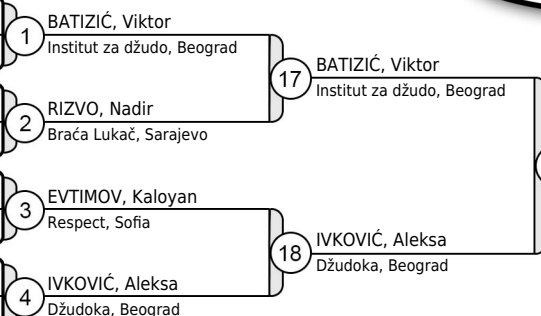 1
BATIZIĆ, Viktor
Institut za džudo, Beograd
17
BATIZIĆ, Viktor
Institut za džudo, Beograd
2
RIZVO, Nadir
Braća Lukač, Sarajevo
3
EVTIMOV, Kaloyan
Respect, Sofia
18
IVKOVIĆ, Aleksa
Džudoka, Beograd
4
IVKOVIĆ, Aleksa
Džudoka, Beograd